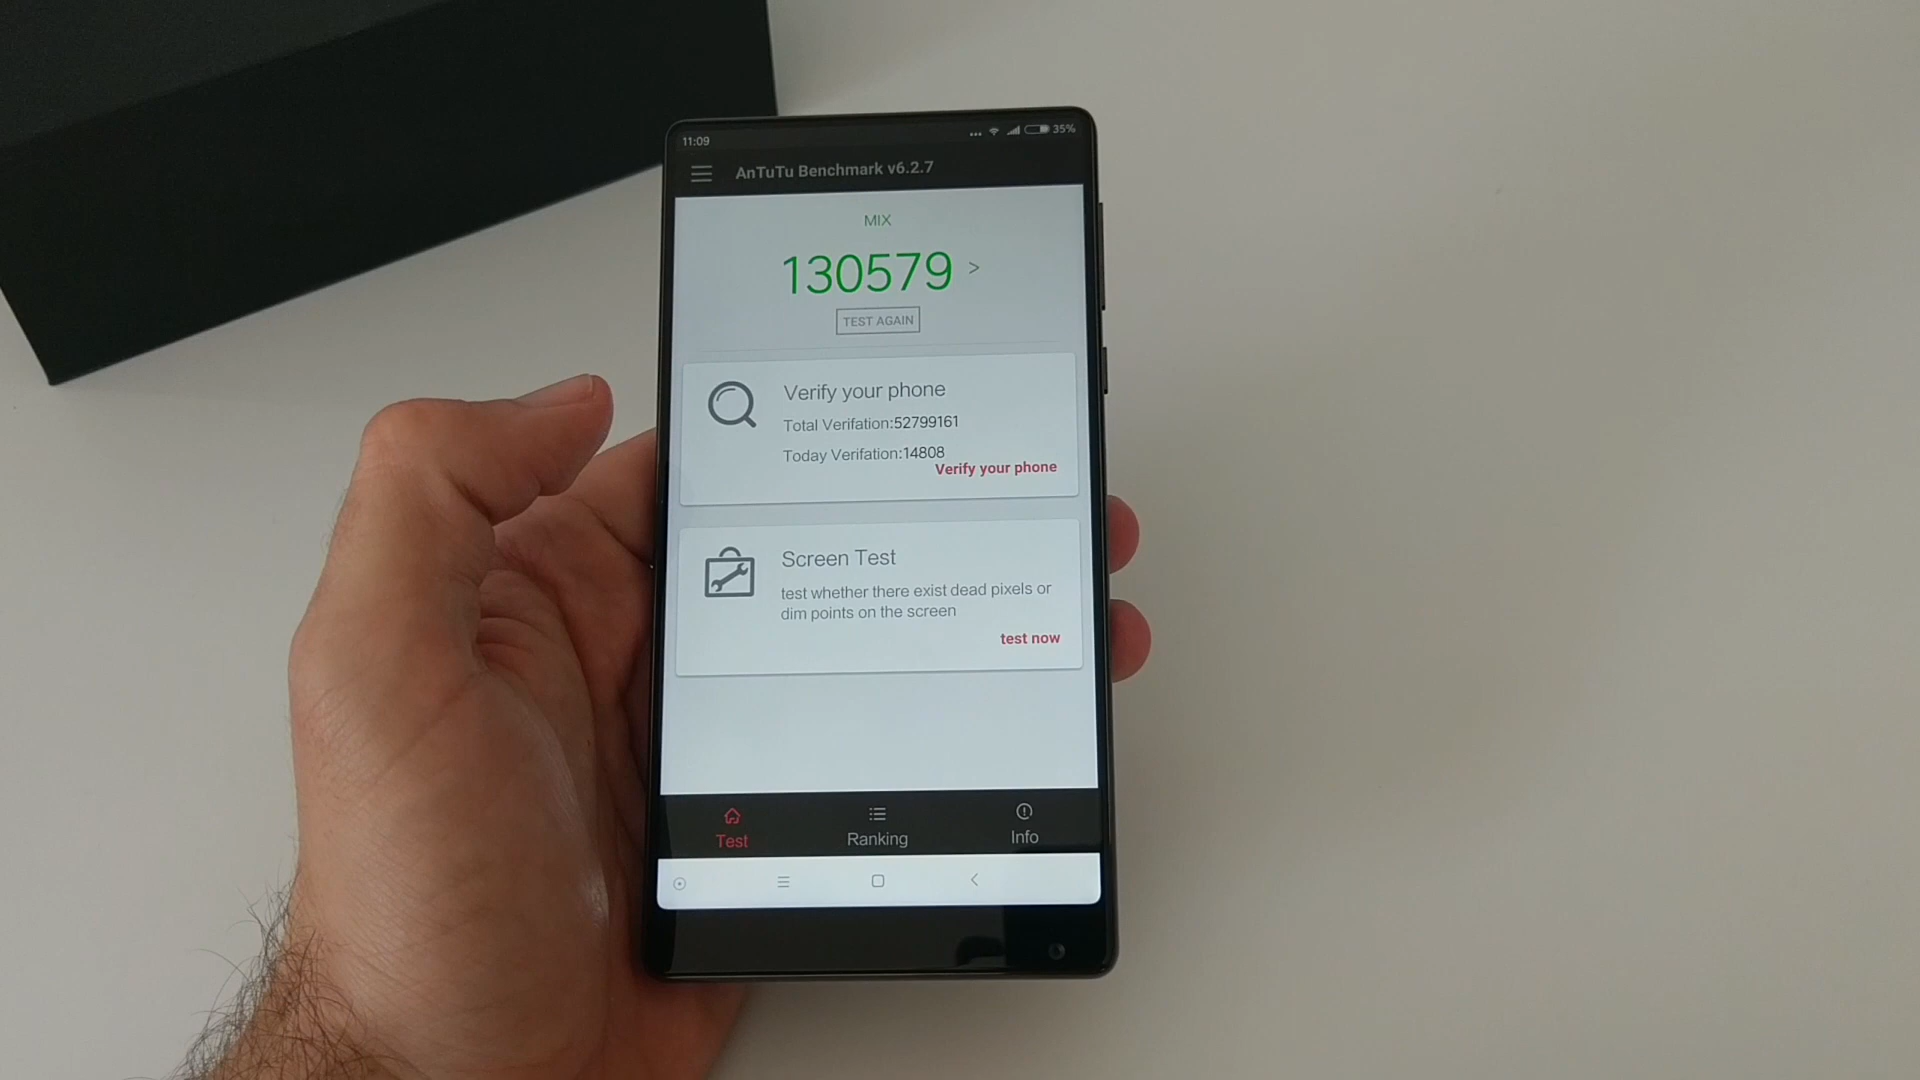 11:09
35%
AnTuTu Benchmark v6.2.7
MIX
130579 >
TEST AGAIN
Verify your phone
Total Verifation:52799161
Today Verifation:14808
Verify your phone
Screen Test
test whether there exist dead pixels or
dim points on the screen
test now
Test
Ranking
Info